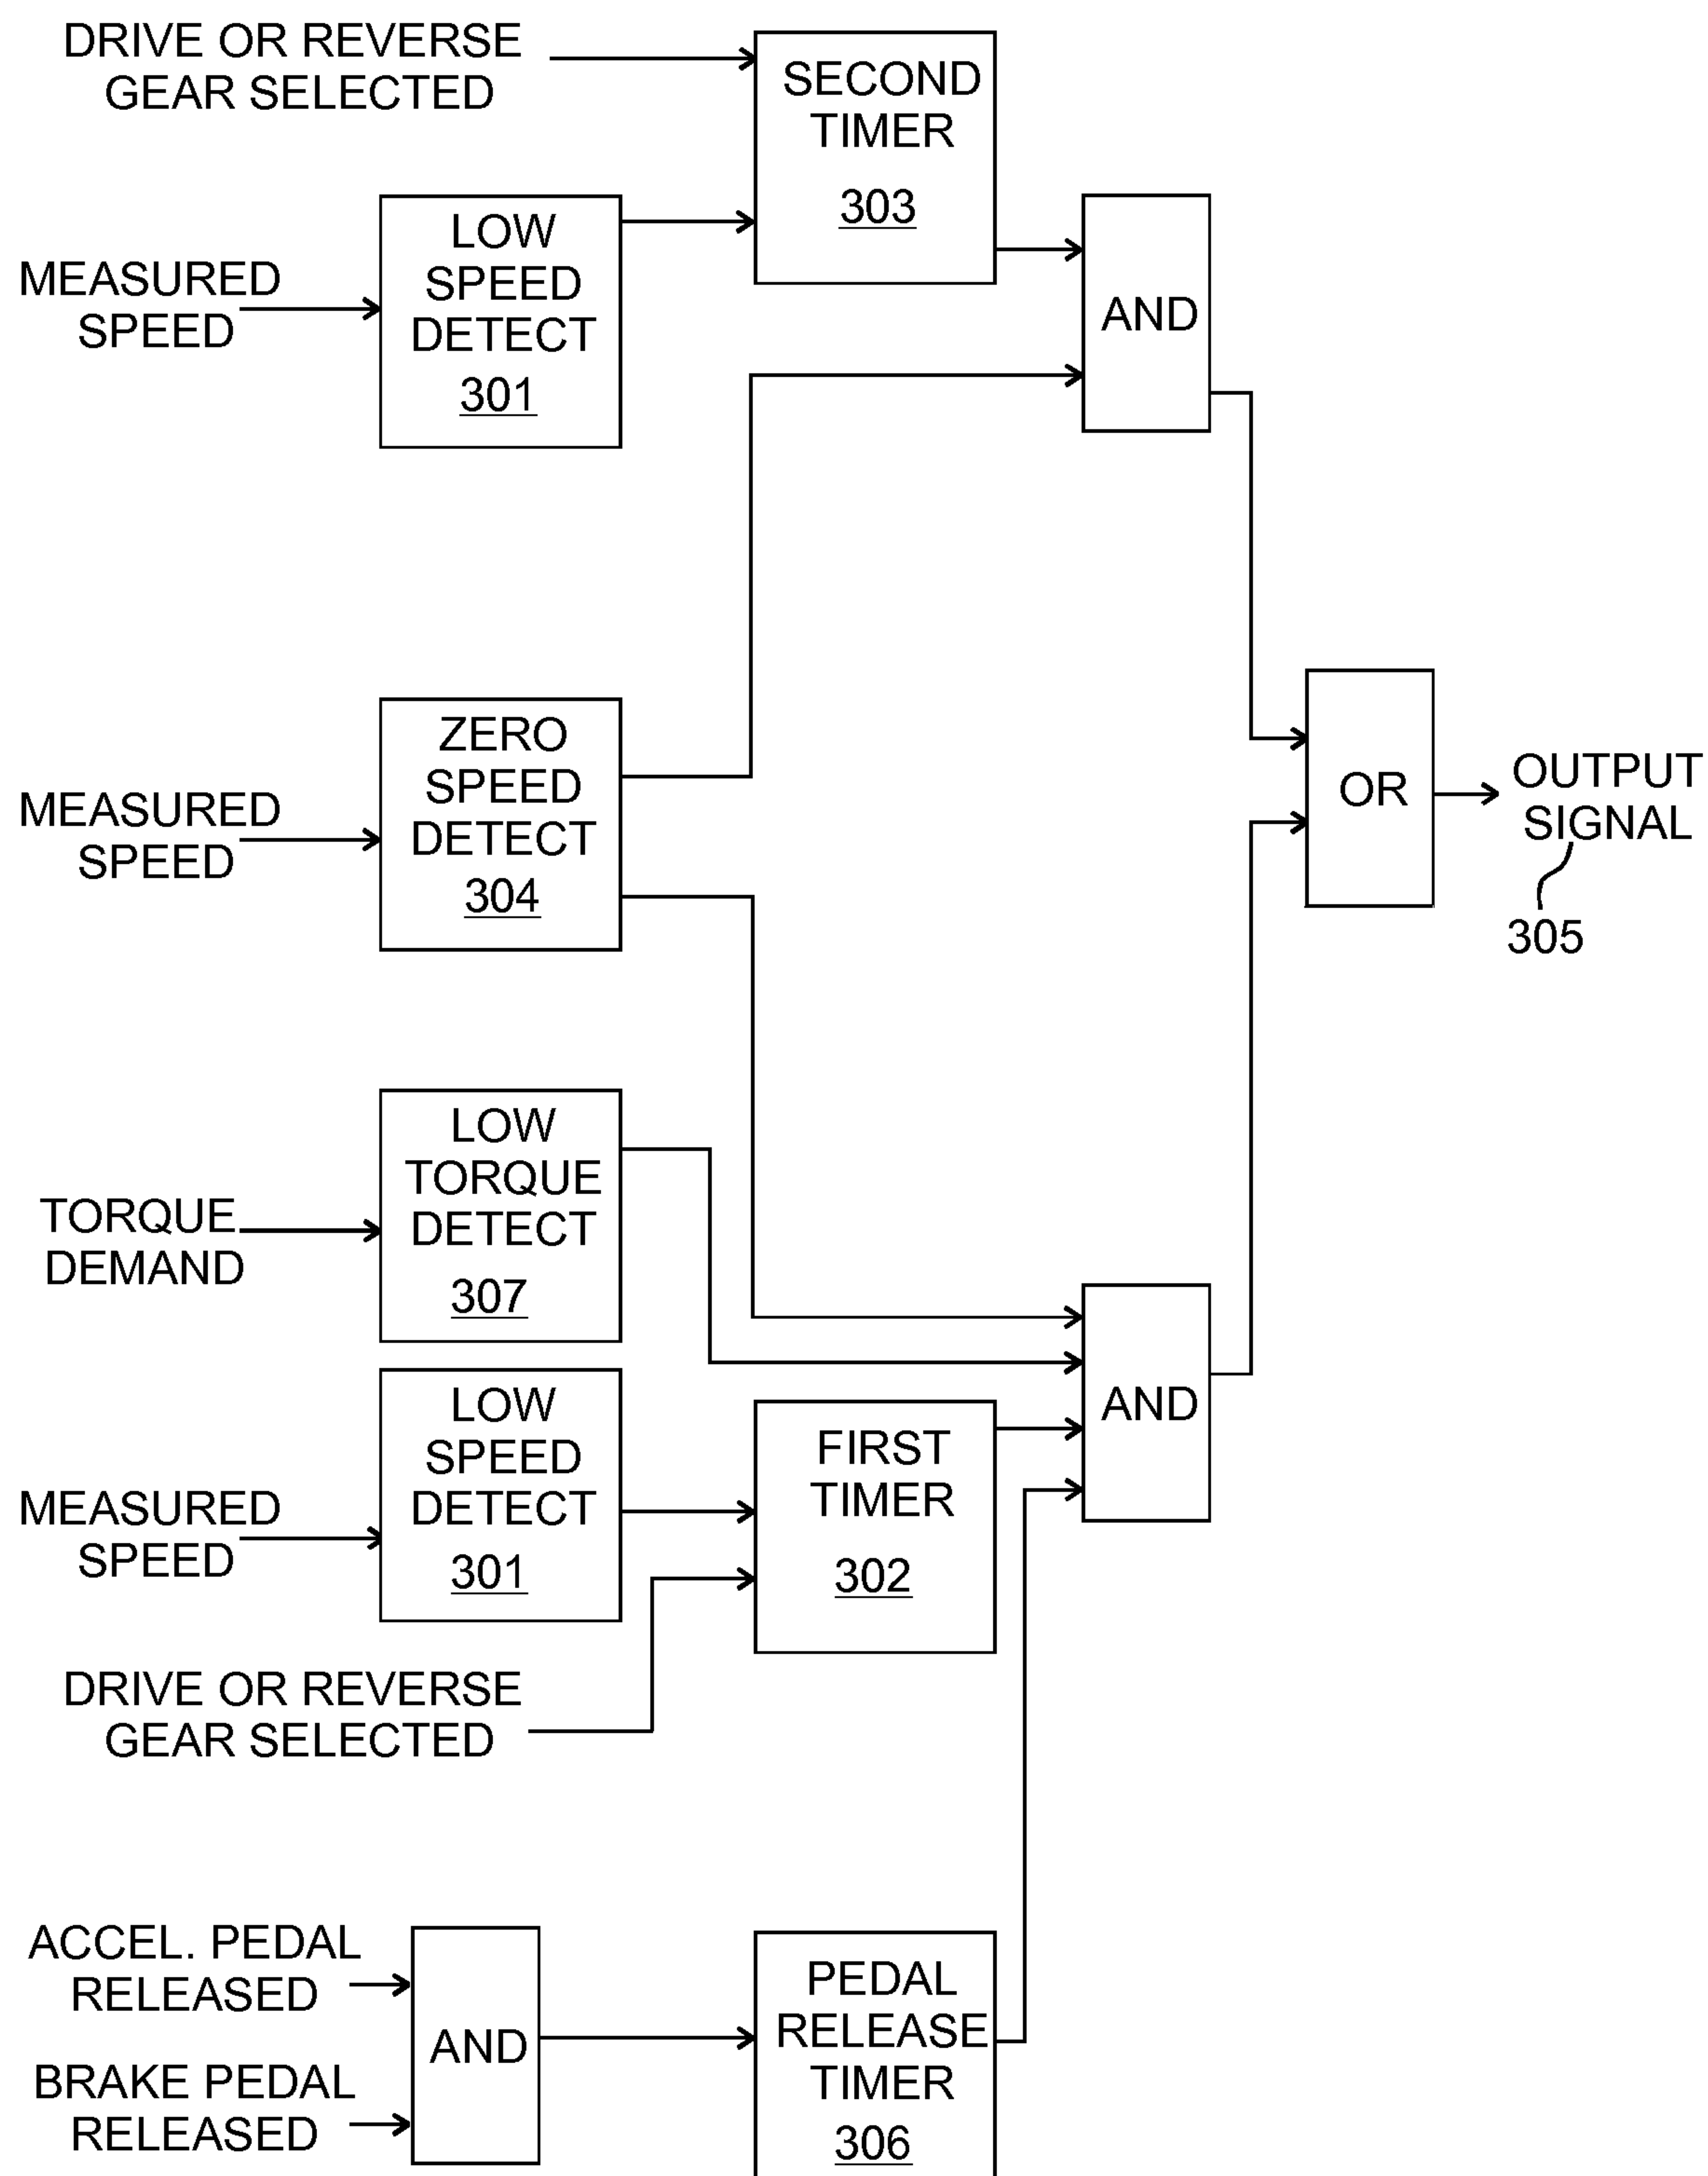 DRIVE OR REVERSE
GEAR SELECTED
SECOND
TIMER
303
MEASURED
SPEED
LOW
SPEED
DETECT
301
AND
MEASURED
SPEED
ZERO
SPEED
DETECT
304
OR
OUTPUT
SIGNAL
305
TORQUE
DEMAND
LOW
TORQUE
DETECT
307
MEASURED
SPEED
LOW
SPEED
DETECT
301
FIRST
TIMER
302
AND
DRIVE OR REVERSE
GEAR SELECTED
ACCEL. PEDAL
RELEASED
BRAKE PEDAL
RELEASED
AND
PEDAL
RELEASE
TIMER
306